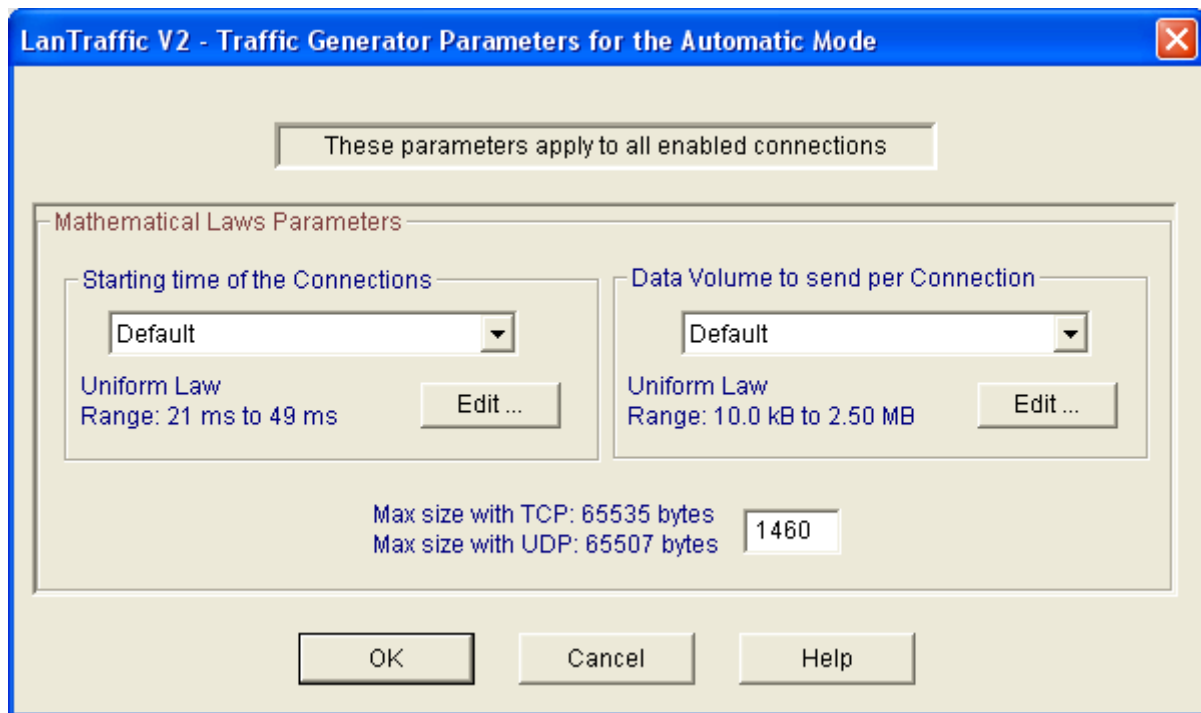 LanTraffic V2 - Traffic Generator Parameters for the Automatic Mode
These parameters apply to all enabled connections
Mathematical Laws Parameters
Starting time of the Connections
Default
Uniform Law
Range: 21 ms to 49 ms
Edit ...
Data Volume to send per Connection
Default
Uniform Law
Range: 10.0 kB to 2.50 MB
Edit ...
Max size with TCP: 65535 bytes
Max size with UDP: 65507 bytes
1460
OK
Cancel
Help